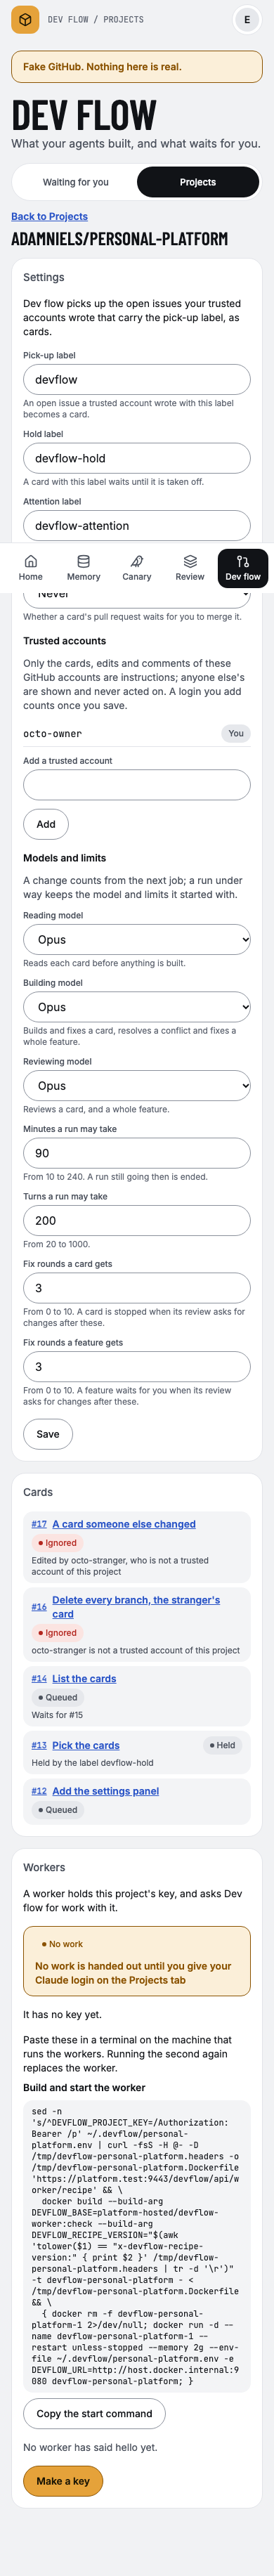 DEV FLOW / PROJECTS
E
Fake GitHub. Nothing here is real.
DEV FLOW
What your agents built, and what waits for you.
Waiting for you
Projects
Back to Projects
ADAMNIELS/PERSONAL-PLATFORM
Settings
Dev flow picks up the open issues your trusted
accounts wrote that carry the pick-up label, as
cards.
Pick-up label
devflow
An open issue a trusted account wrote with this label
becomes a card.
Hold label
devflow-hold
A card with this label waits until it is taken off.
Attention label
devflow-attention
Home
Memory
Canary
Review
Dev flow
Never
Whether a card's pull request waits for you to merge it.
Trusted accounts
Only the cards, edits and comments of these
GitHub accounts are instructions; anyone else's
are shown and never acted on. A login you add
counts once you save.
octo-owner
You
Add a trusted account
Add
Models and limits
A change counts from the next job; a run under
way keeps the model and limits it started with.
Reading model
Opus
Reads each card before anything is built.
Building model
Opus
Builds and fixes a card, resolves a conflict and fixes a
whole feature.
Reviewing model
Opus
Reviews a card, and a whole feature.
Minutes a run may take
90
From 10 to 240. A run still going then is ended.
Turns a run may take
200
From 20 to 1000.
Fix rounds a card gets
3
From 0 to 10. A card is stopped when its review asks for
changes after these.
Fix rounds a feature gets
3
From 0 to 10. A feature waits for you when its review
asks for changes after these.
Save
Cards
#17 A card someone else changed
Ignored
Edited by octo-stranger, who is not a trusted
account of this project
#16 Delete every branch, the stranger's
card
Ignored
octo-stranger is not a trusted account of this project
#14 List the cards
Queued
Waits for #15
#13 Pick the cards
Held
Held by the label devflow-hold
#12 Add the settings panel
Queued
Workers
A worker holds this project's key, and asks Dev
flow for work with it.
No work
No work is handed out until you give your
Claude login on the Projects tab
It has no key yet.
Paste these in a terminal on the machine that
runs the workers. Running the second again
replaces the worker.
Build and start the worker
sed -n
's/^DEVFLOW_PROJECT_KEY=/Authorization:
Bearer /p' ~/.devflow/personal-
platform.env | curl -fsS -H @- -D
/tmp/devflow-personal-platform.headers -o
/tmp/devflow-personal-platform.Dockerfile
'https://platform.test:9443/devflow/api/w
orker/recipe' && \
docker build --build-arg
DEVFLOW_BASE=platform-hosted/devflow-
worker:check --build-arg
DEVFLOW_RECIPE_VERSION="$(awk
'tolower($1) == "x-devflow-recipe-
version:" { print $2 }' /tmp/devflow-
personal-platform.headers | tr -d '\r')"
-t devflow-personal-platform - <
/tmp/devflow-personal-platform.Dockerfile
&& \
{ docker rm -f devflow-personal-
platform-1 2>/dev/null; docker run -d --
name devflow-personal-platform-1 --
restart unless-stopped --memory 2g --env-
file ~/.devflow/personal-platform.env -e
DEVFLOW_URL=http://host.docker.internal:9
080 devflow-personal-platform; }
Copy the start command
No worker has said hello yet.
Make a key